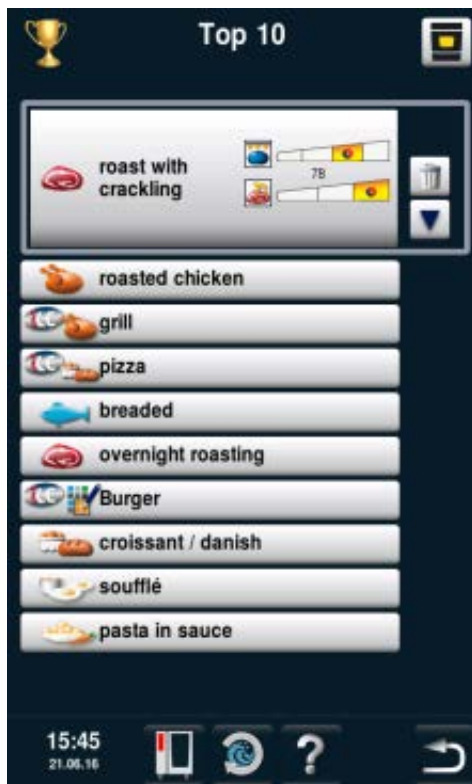 Top 10
roast with
crackling
78
roasted chicken
grill
pizza
breaded
overnight roasting
Burger
croissant / danish
soufflé
pasta in sauce
15:45
21.06.16
?